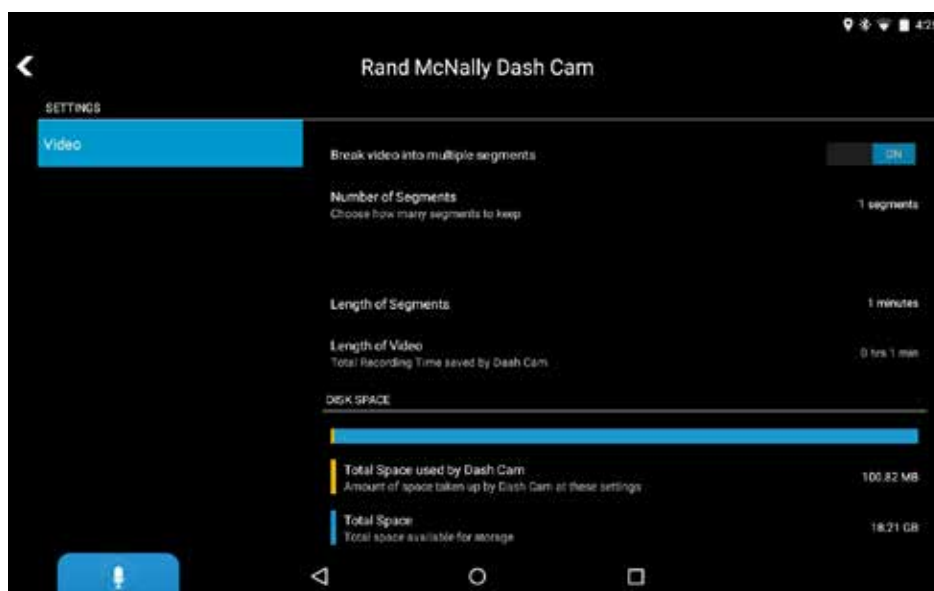 Rand McNally Dash Cam
SETTINGS
Video
Break video into multiple segments
ON
Number of Segments
Choose how many segments to keep
1 segments
Length of Segments
1 minutes
Length of Video
Total Recording Time saved by Dash Cam
0 hrs 1 min
DISK SPACE
Total Space used by Dash Cam
Amount of space taken up by Dash Cam at these settings
100.82 MB
Total Space
Total space available for storage
18.21 GB